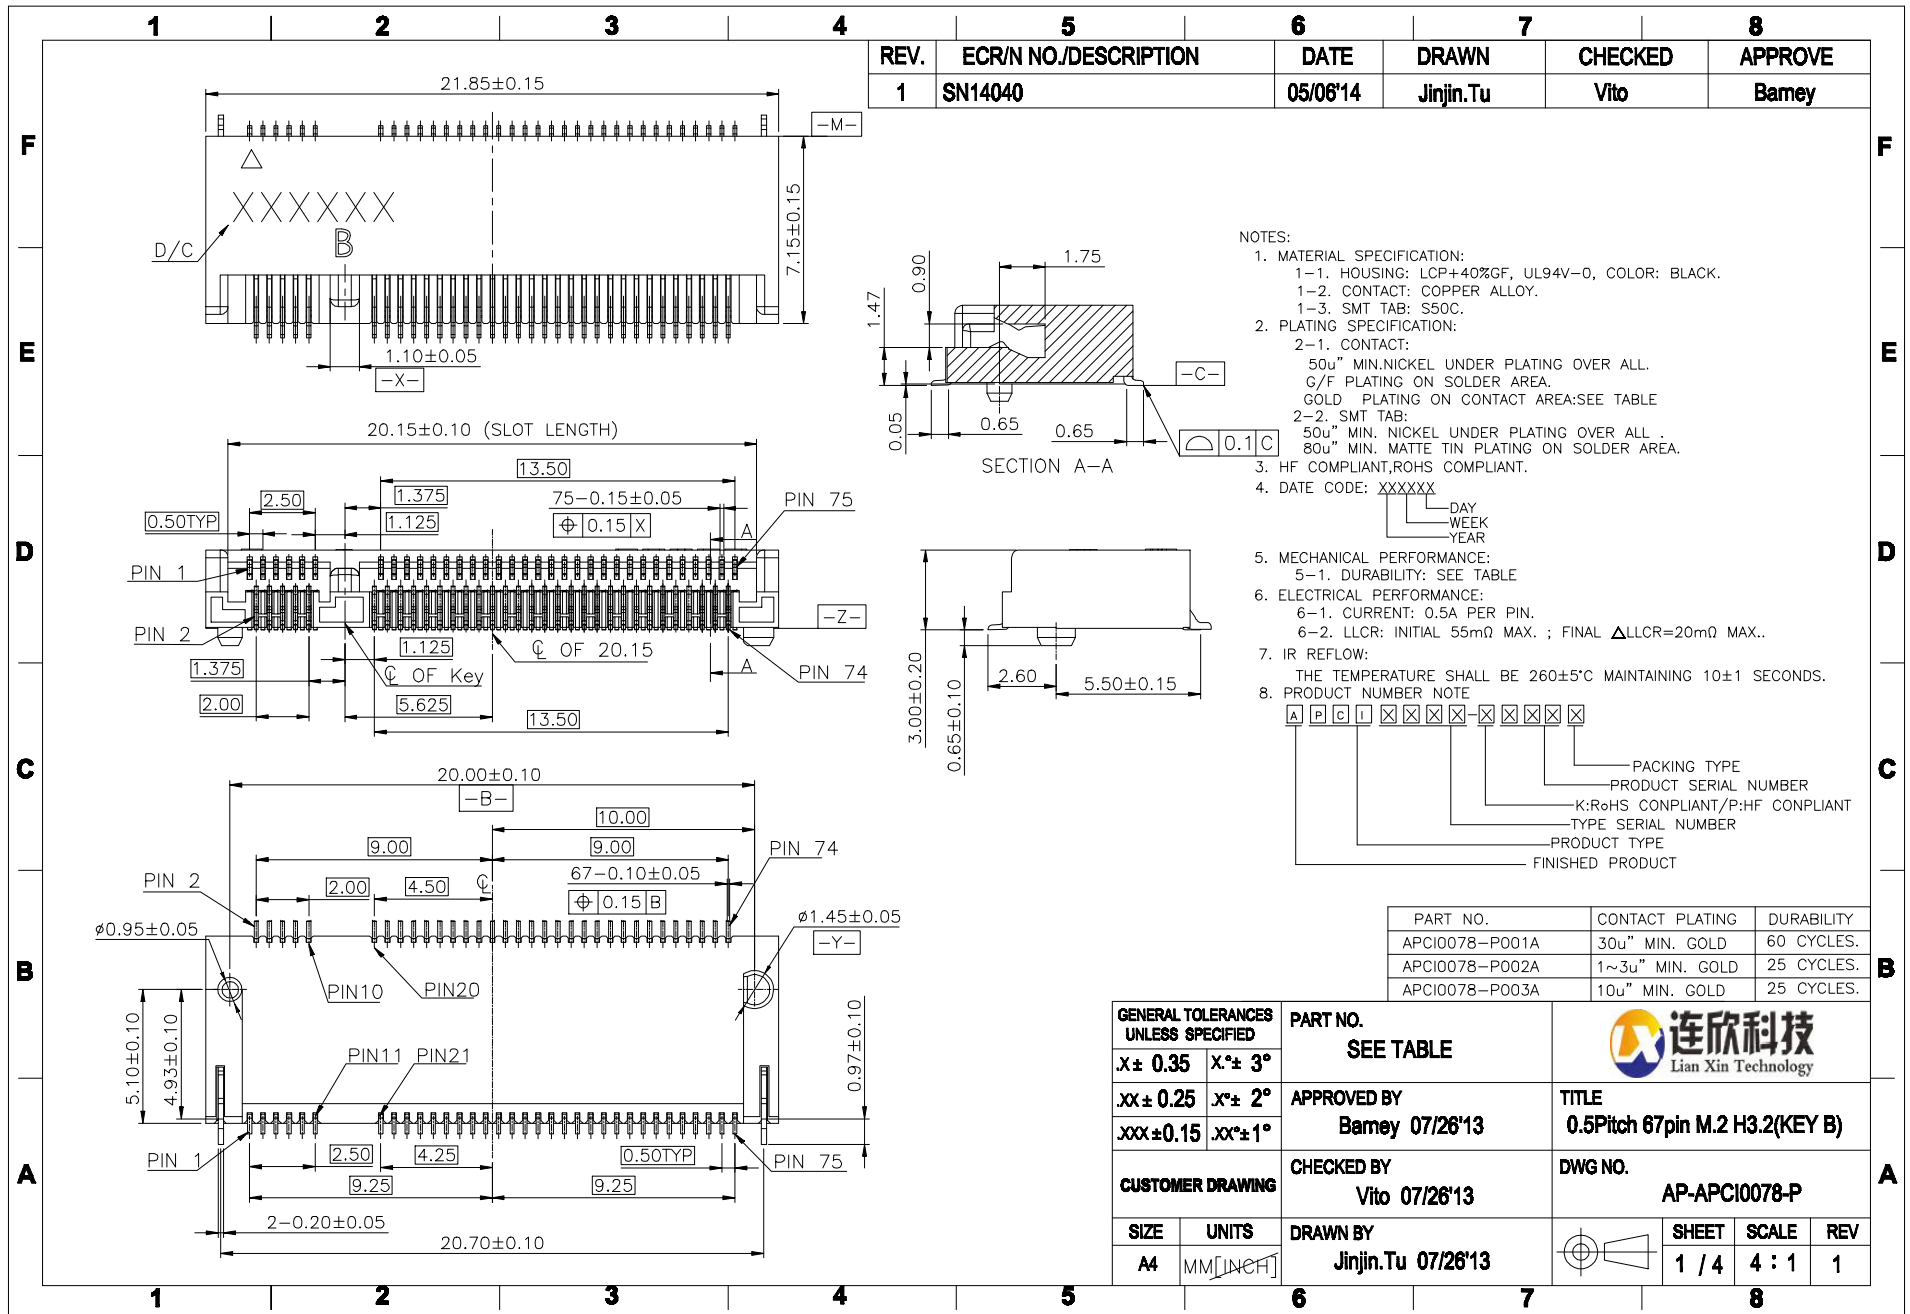 1 2 3 4 5 6 7 8
REV. ECR/N NO./DESCRIPTION DATE DRAWN CHECKED APPROVE
1 SN14040 05/06'14 Jinjin.Tu Vito Barney
F
E
D
C
B
A
F
E
D
C
B
A
21.85±0.15
-M-
XXXXXX
D/C
B
7.15±0.15
1.10±0.05
-X-
20.15±0.10 (SLOT LENGTH)
13.50
2.50
1.375
75-0.15±0.05
PIN 75
0.50TYP
1.125
0.15 X
A
PIN 1
PIN 2
-Z-
1.125
℄ OF 20.15
A
1.375
℄ OF Key
PIN 74
2.00
5.625
13.50
1.75
0.90
1.47
-C-
0.05
0.65
0.65
0.1 C
SECTION A-A
3.00±0.20
0.65±0.10
2.60
5.50±0.15
20.00±0.10
-B-
10.00
9.00
9.00
PIN 74
PIN 2
2.00
4.50
℄
67-0.10±0.05
0.15 B
ø0.95±0.05
ø1.45±0.05
-Y-
PIN10
PIN20
5.10±0.10
4.93±0.10
PIN11
PIN21
0.97±0.10
PIN 1
2.50
4.25
0.50TYP
PIN 75
9.25
9.25
2-0.20±0.05
20.70±0.10
NOTES:
1. MATERIAL SPECIFICATION:
1-1. HOUSING: LCP+40%GF, UL94V-0, COLOR: BLACK.
1-2. CONTACT: COPPER ALLOY.
1-3. SMT TAB: S50C.
2. PLATING SPECIFICATION:
2-1. CONTACT:
50u" MIN.NICKEL UNDER PLATING OVER ALL.
G/F PLATING ON SOLDER AREA.
GOLD PLATING ON CONTACT AREA:SEE TABLE
2-2. SMT TAB:
50u" MIN. NICKEL UNDER PLATING OVER ALL .
80u" MIN. MATTE TIN PLATING ON SOLDER AREA.
3. HF COMPLIANT,ROHS COMPLIANT.
4. DATE CODE: XXXXXX
DAY
WEEK
YEAR
5. MECHANICAL PERFORMANCE:
5-1. DURABILITY: SEE TABLE
6. ELECTRICAL PERFORMANCE:
6-1. CURRENT: 0.5A PER PIN.
6-2. LLCR: INITIAL 55mΩ MAX. ; FINAL △LLCR=20mΩ MAX..
7. IR REFLOW:
THE TEMPERATURE SHALL BE 260±5°C MAINTAINING 10±1 SECONDS.
8. PRODUCT NUMBER NOTE
A P C I X X X X - X X X X X
PACKING TYPE
PRODUCT SERIAL NUMBER
K:RoHS CONPLIANT/P:HF CONPLIANT
TYPE SERIAL NUMBER
PRODUCT TYPE
FINISHED PRODUCT
PART NO. CONTACT PLATING DURABILITY
APCI0078-P001A 30u" MIN. GOLD 60 CYCLES.
APCI0078-P002A 1~3u" MIN. GOLD 25 CYCLES.
APCI0078-P003A 10u" MIN. GOLD 25 CYCLES.
GENERAL TOLERANCES
UNLESS SPECIFIED
.X± 0.35 X.°± 3°
.XX ± 0.25 .X°± 2°
.XXX ±0.15 .XX°±1°
CUSTOMER DRAWING
SIZE UNITS
A4 MM[INCH]
PART NO.
SEE TABLE
APPROVED BY
Barney 07/26'13
CHECKED BY
Vito 07/26'13
DRAWN BY
Jinjin.Tu 07/26'13
LX
连欣科技
Lian Xin Technology
TITLE
0.5Pitch 67pin M.2 H3.2(KEY B)
DWG NO.
AP-APCI0078-P
SHEET SCALE REV
1 / 4 4 : 1 1
1 2 3 4 5 6 7 8